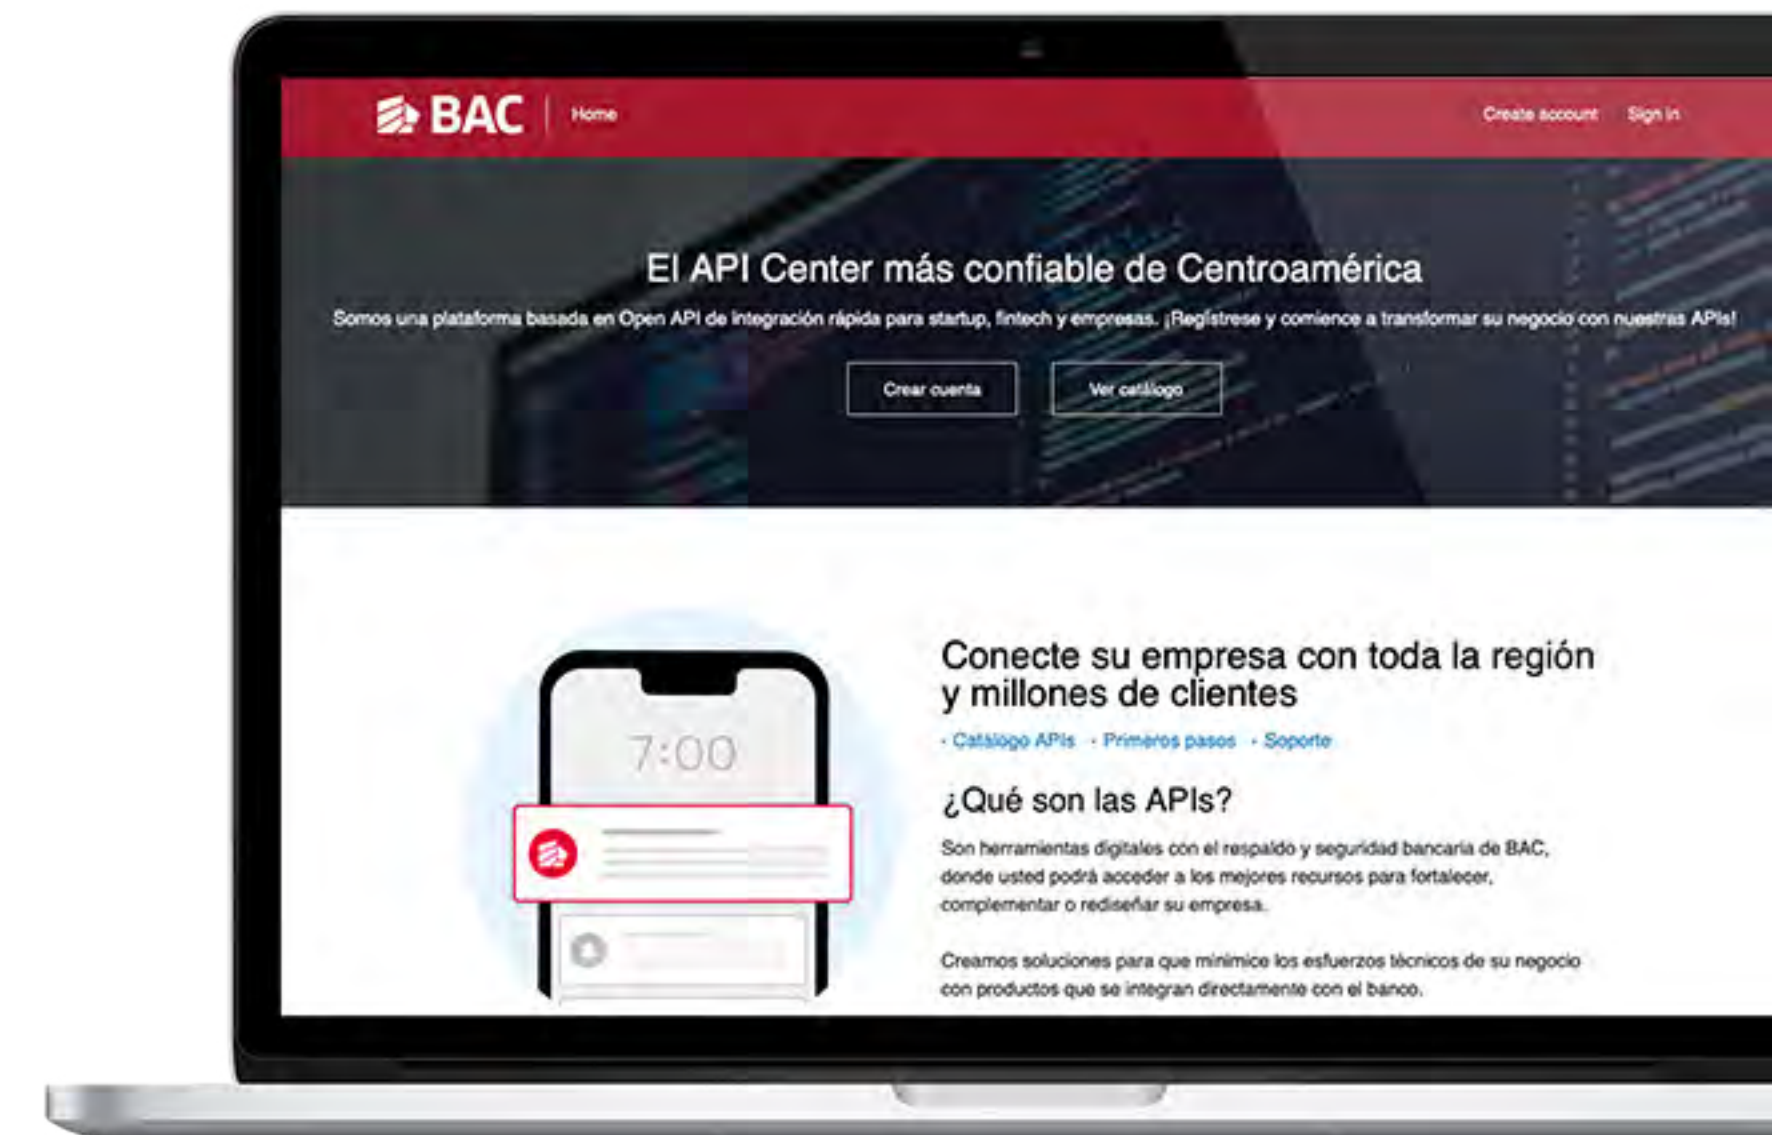 BAC
Home
Create account
Sign in
El API Center más confiable de Centroamérica
Somos una plataforma basada en Open API de integración rápida para startup, fintech y empresas. ¡Regístrese y comience a transformar su negocio con nuestras APIs!
Crear cuenta
Ver catálogo
Conecte su empresa con toda la región
y millones de clientes
· Catálogo APIs · Primeros pasos · Soporte
7:00
¿Qué son las APIs?
Son herramientas digitales con el respaldo y seguridad bancaria de BAC,
donde usted podrá acceder a los mejores recursos para fortalecer,
complementar o rediseñar su empresa.
Creamos soluciones para que minimice los esfuerzos técnicos de su negocio
con productos que se integran directamente con el banco.